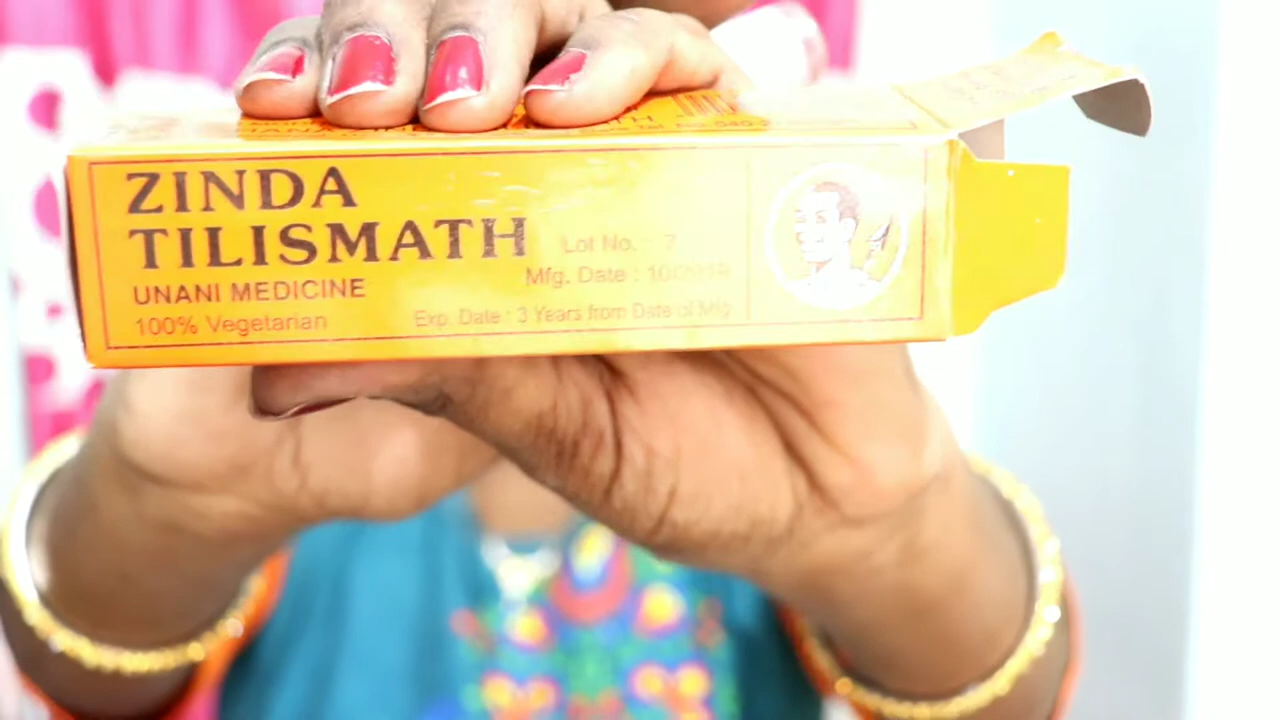 ZINDA
TILISMATH
UNANI MEDICINE
100% Vegetarian
Lot No. : 7
Mfg. Date :
Exp. Date : 3 Years from Date of Mfg